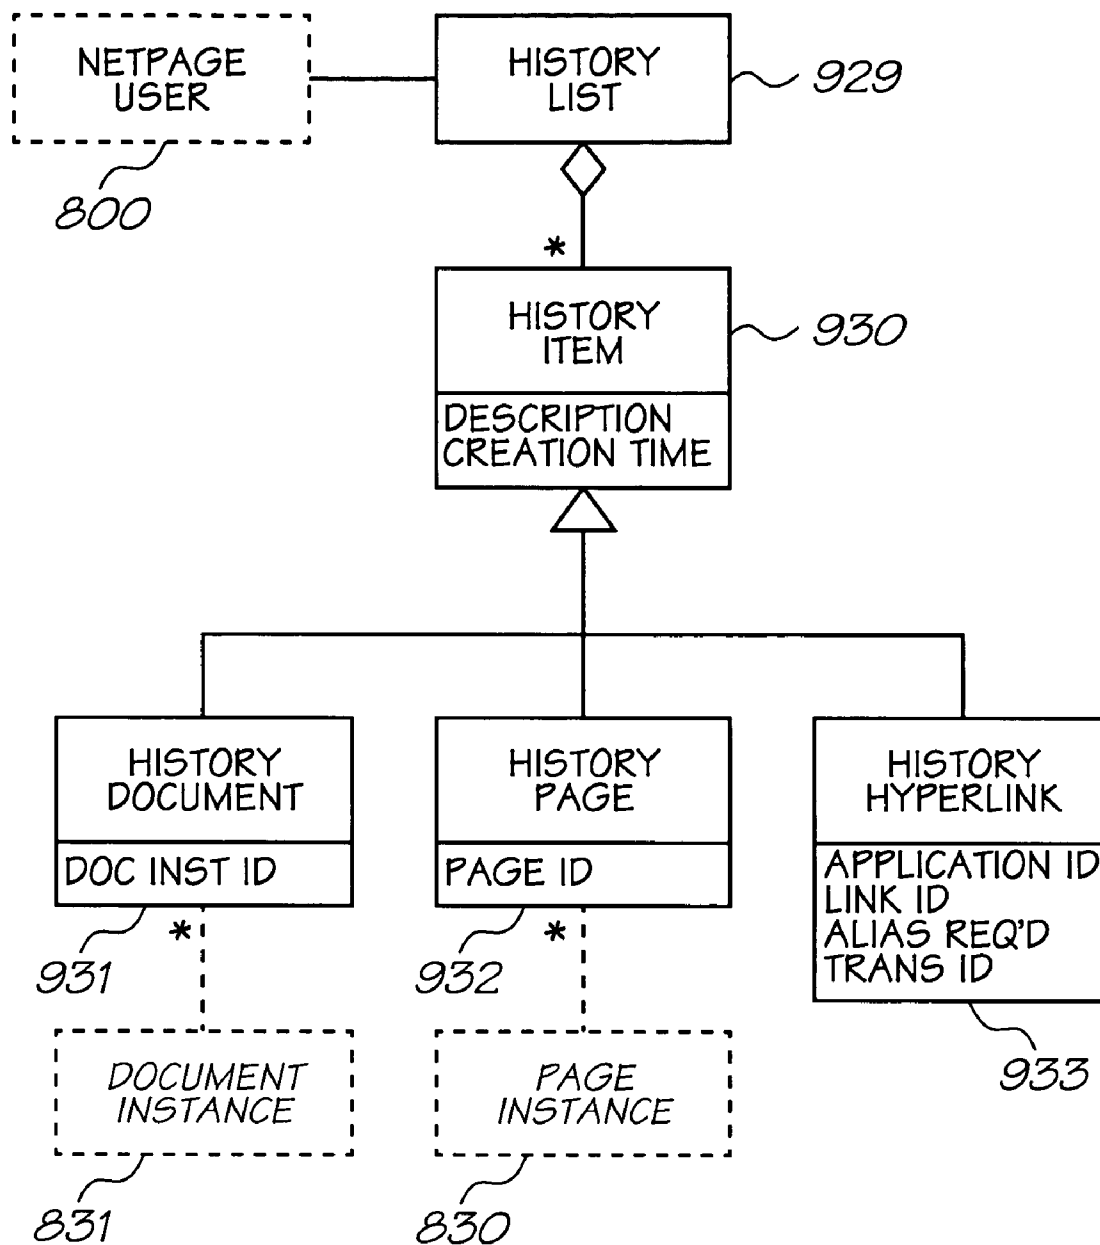 NETPAGE
USER
800
HISTORY
LIST
929
*
HISTORY
ITEM
930
DESCRIPTION
CREATION TIME
HISTORY
DOCUMENT
DOC INST ID
931
*
HISTORY
PAGE
PAGE ID
932
*
HISTORY
HYPERLINK
APPLICATION ID
LINK ID
ALIAS REQ'D
TRANS ID
933
DOCUMENT
INSTANCE
831
PAGE
INSTANCE
830